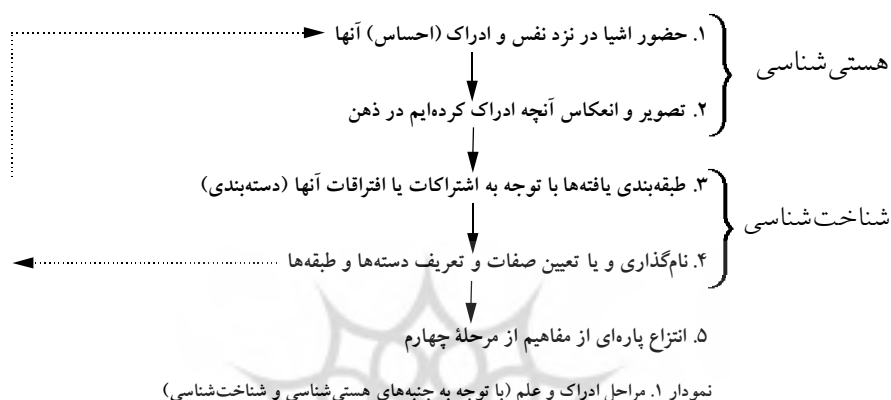 ۱. حضور اشیا در نزد نفس و ادراک (احساس) آنها
هستی‌شناسی
۲. تصویر و انعکاس آنچه ادراک کرده‌ایم در ذهن
۳. طبقه‌بندی یافته‌ها با توجه به اشتراکات یا افتراقات آنها (دسته‌بندی)
شناخت‌شناسی
۴. نام‌گذاری و یا تعیین صفات و تعریف دسته‌ها و طبقه‌ها
۵. انتزاع پاره‌ای از مفاهیم از مرحلهٔ چهارم
نمودار ۱. مراحل ادراک و علم (با توجه به جنبه‌های هستی‌شناسی و شناخت‌شناسی)